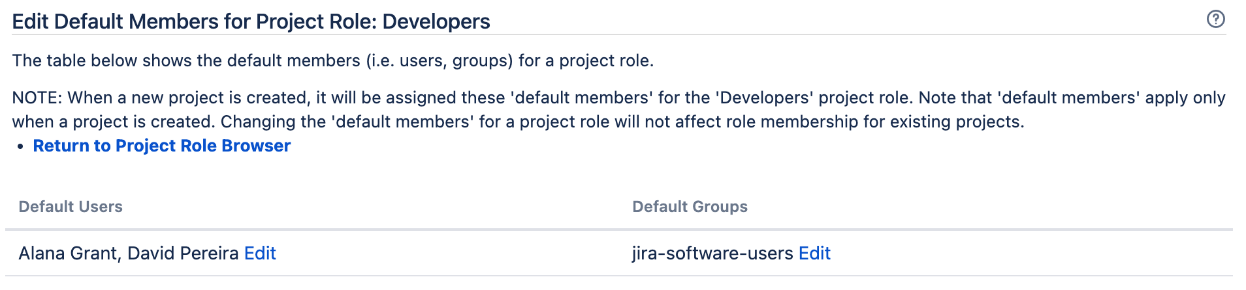 Edit Default Members for Project Role: Developers
The table below shows the default members (i.e. users, groups) for a project role.
NOTE: When a new project is created, it will be assigned these 'default members' for the 'Developers' project role. Note that 'default members' apply only
when a project is created. Changing the 'default members' for a project role will not affect role membership for existing projects.
• Return to Project Role Browser
Default Users Default Groups
Alana Grant, David Pereira Edit jira-software-users Edit